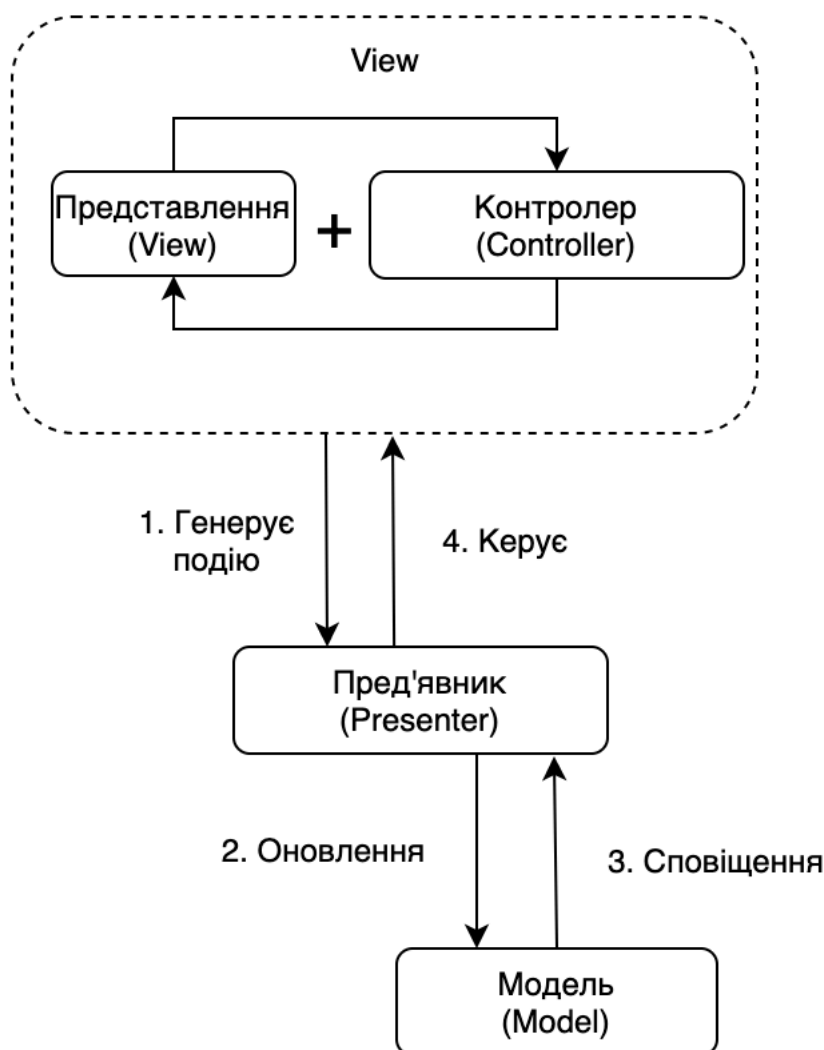 View
Представлення
(View)
+
Контролер
(Controller)
1. Генерує
подію
4. Керує
Пред'явник
(Presenter)
2. Оновлення
3. Сповіщення
Модель
(Model)